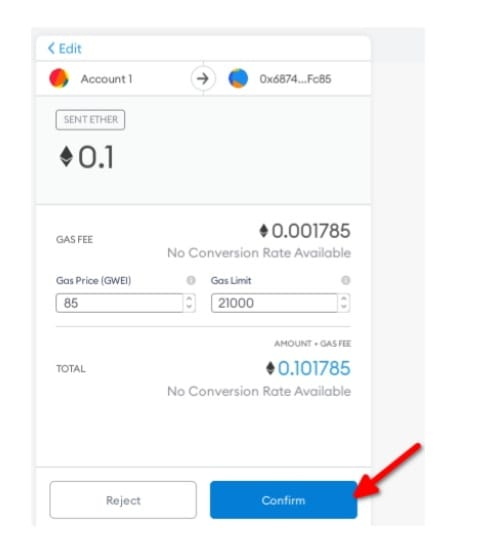 < Edit
Account 1 → 0x6874...Fc85
SENT ETHER
0.1
GAS FEE 0.001785
No Conversion Rate Available
Gas Price (GWEI) Gas Limit
85 21000
AMOUNT + GAS FEE
TOTAL 0.101785
No Conversion Rate Available
Reject Confirm